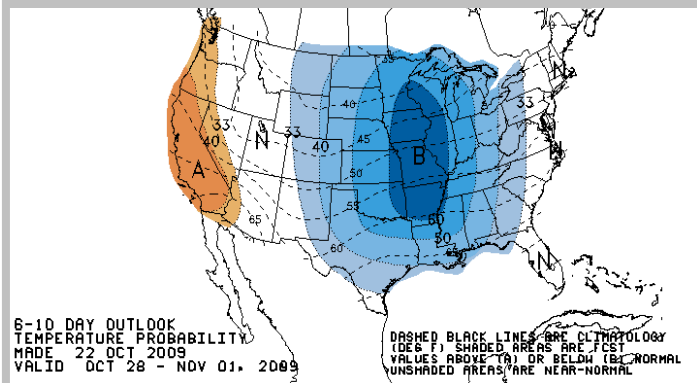 N
35
40
33
33
33
40
N
40
45
N
A
B
50
55
65
60
60
50
65
N
6-10 DAY OUTLOOK
TEMPERATURE PROBABILITY
MADE 22 OCT 2009
VALID OCT 28 - NOV 01, 2009
DASHED BLACK LINES ARE CLIMATOLOGY
(DEG F) SHADED AREAS ARE FCST
VALUES ABOVE (A) OR BELOW (B) NORMAL
UNSHADED AREAS ARE NEAR-NORMAL